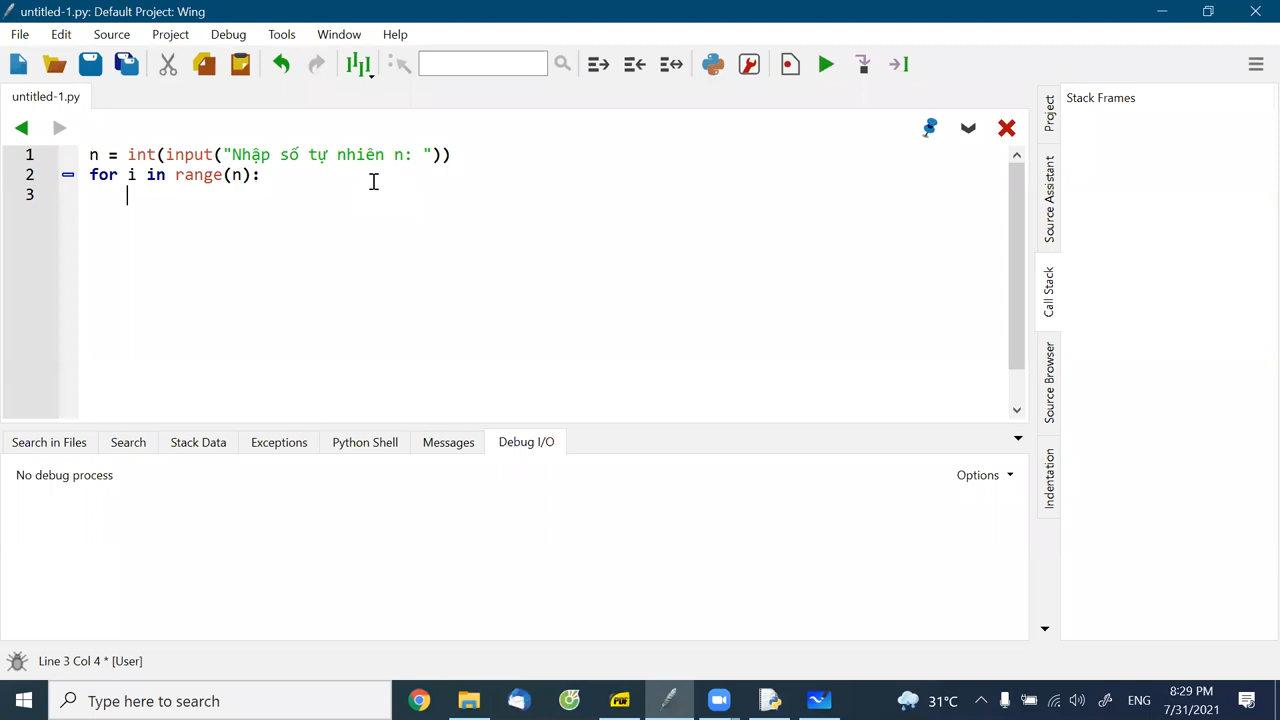 untitled-1.py: Default Project: Wing
File Edit Source Project Debug Tools Window Help
untitled-1.py
1 n = int(input("Nhập số tự nhiên n: "))
2 for i in range(n):
3
Stack Frames
Project
Source Assistant
Call Stack
Source Browser
Indentation
Search in Files Search Stack Data Exceptions Python Shell Messages Debug I/O
No debug process Options
Line 3 Col 4 * [User]
Type here to search
PDF
31°C ENG 8:29 PM
7/31/2021